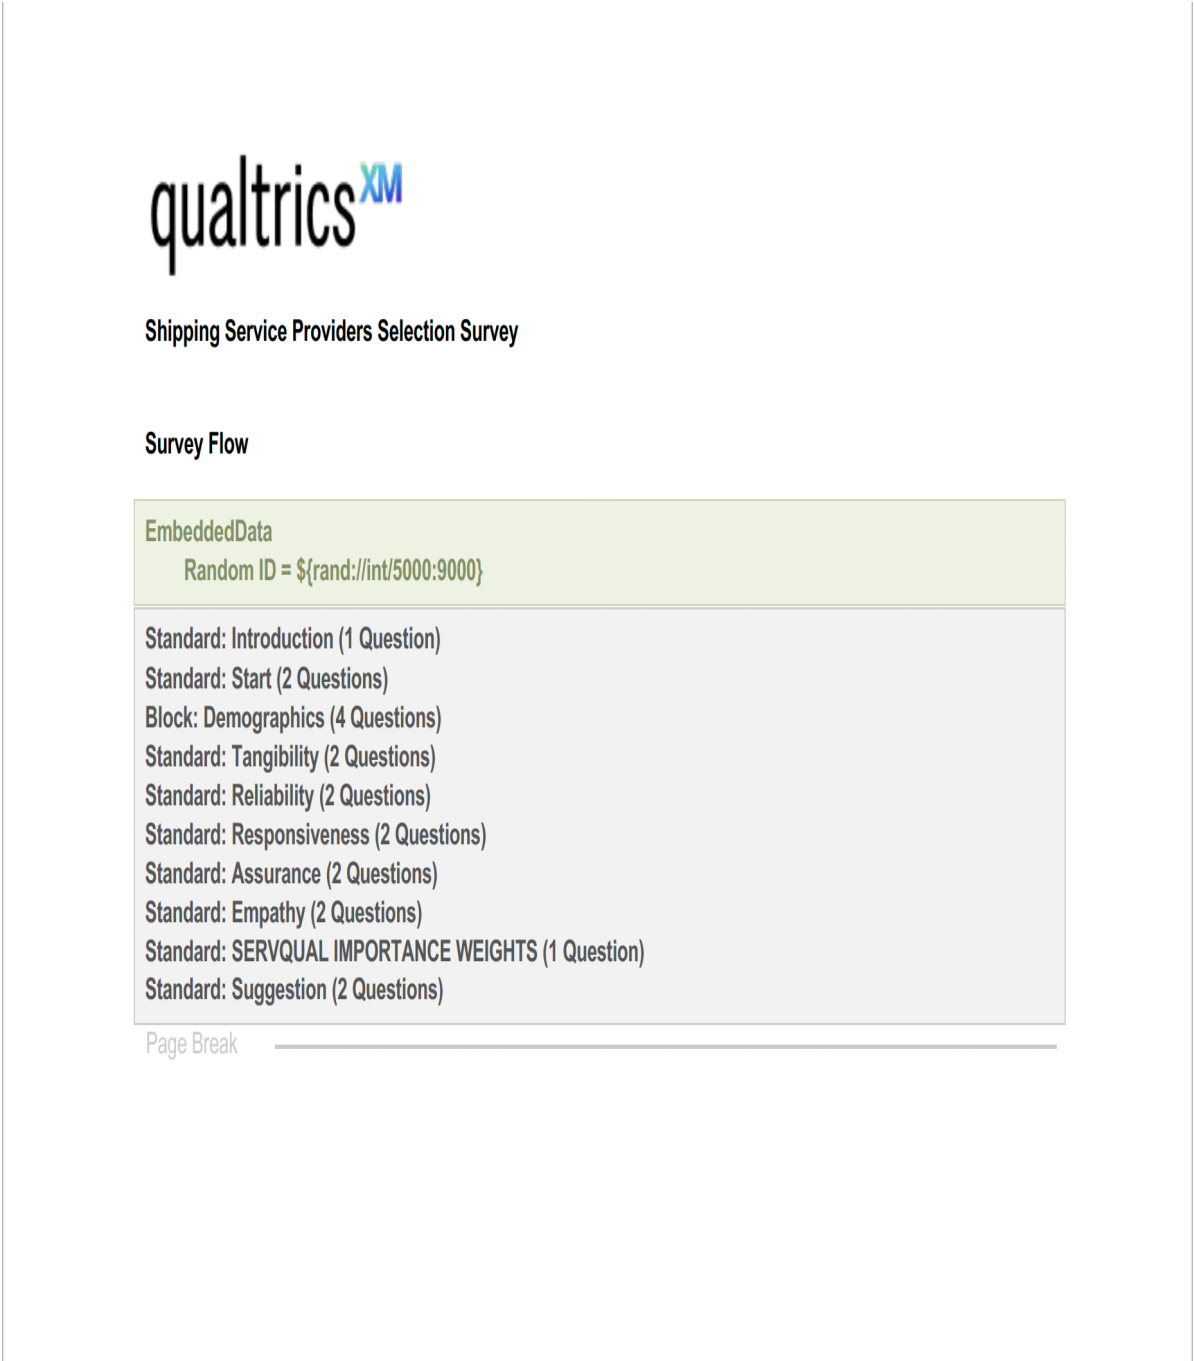 qualtrics XM
Shipping Service Providers Selection Survey
Survey Flow
EmbeddedData
Random ID = ${rand://int/5000:9000}
Standard: Introduction (1 Question)
Standard: Start (2 Questions)
Block: Demographics (4 Questions)
Standard: Tangibility (2 Questions)
Standard: Reliability (2 Questions)
Standard: Responsiveness (2 Questions)
Standard: Assurance (2 Questions)
Standard: Empathy (2 Questions)
Standard: SERVQUAL IMPORTANCE WEIGHTS (1 Question)
Standard: Suggestion (2 Questions)
Page Break